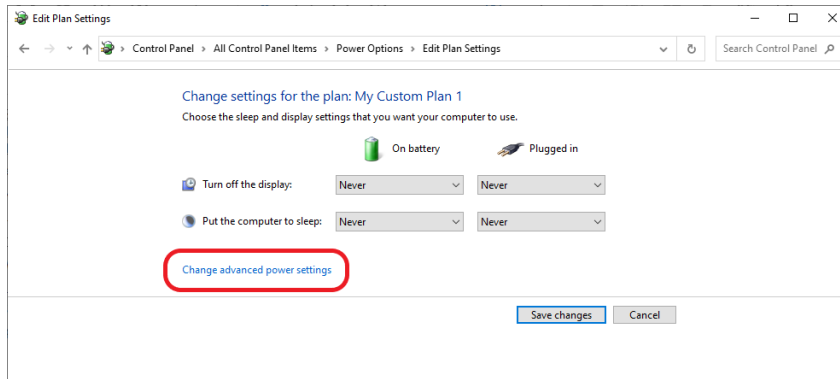 Edit Plan Settings
Control Panel > All Control Panel Items > Power Options > Edit Plan Settings
Search Control Panel
Change settings for the plan: My Custom Plan 1
Choose the sleep and display settings that you want your computer to use.
On battery Plugged in
Turn off the display: Never Never
Put the computer to sleep: Never Never
Change advanced power settings
Save changes Cancel